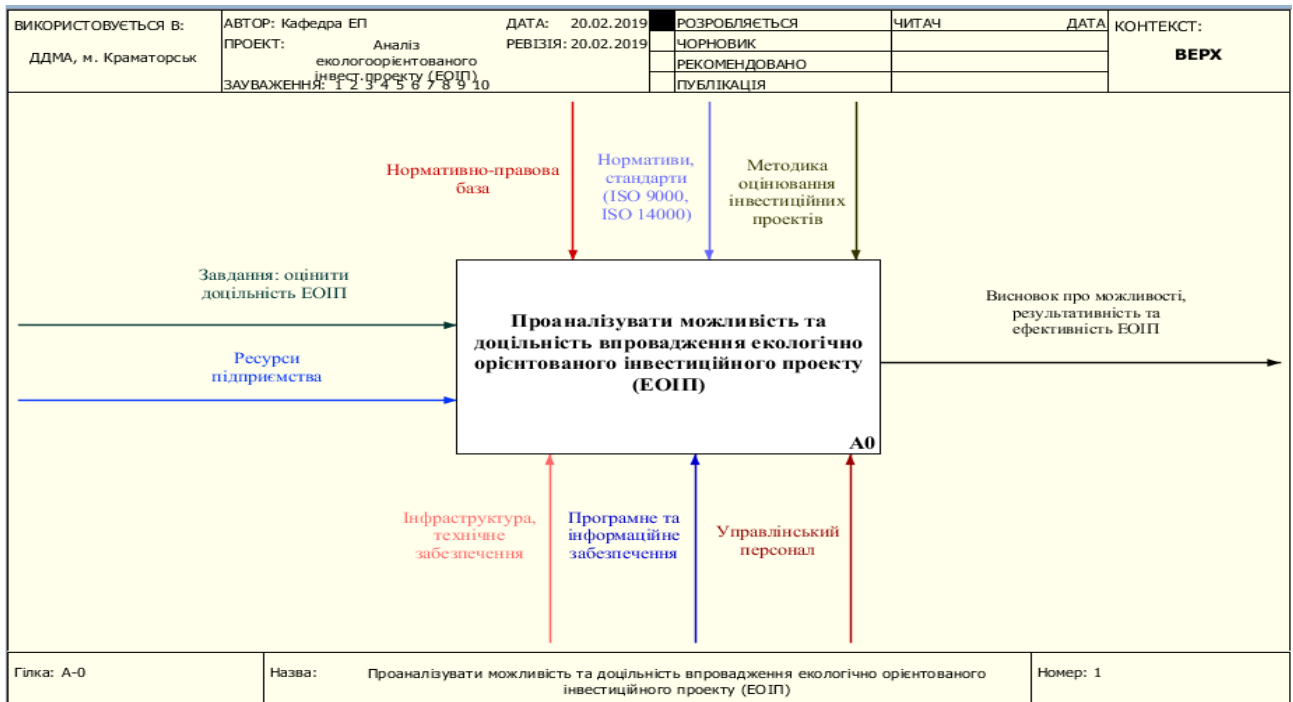 ВИКОРИСТОВУЄТЬСЯ В:
ДДМА, м. Краматорськ
АВТОР: Кафедра ЕП
ДАТА: 20.02.2019
ПРОЕКТ: Аналіз
екологоорієнтованого
інвест.проекту (ЕОІП)
РЕВІЗІЯ: 20.02.2019
ЗАУВАЖЕННЯ: 1 2 3 4 5 6 7 8 9 10
РОЗРОБЛЯЄТЬСЯ
ЧОРНОВИК
РЕКОМЕНДОВАНО
ПУБЛІКАЦІЯ
ЧИТАЧ
ДАТА
КОНТЕКСТ:
ВЕРХ
Нормативно-правова
база
Нормативи,
стандарти
(ISO 9000,
ISO 14000)
Методика
оцінювання
інвестиційних
проектів
Завдання: оцінити
доцільність ЕОІП
Ресурси
підприємства
Проаналізувати можливість та
доцільність впровадження екологічно
орієнтованого інвестиційного проекту
(ЕОІП)
А0
Висновок про можливості,
результативність та
ефективність ЕОІП
Інфраструктура,
технічне
забезпечення
Програмне та
інформаційне
забезпечення
Управлінський
персонал
Гілка: А-0
Назва: Проаналізувати можливість та доцільність впровадження екологічно орієнтованого
інвестиційного проекту (ЕОІП)
Номер: 1